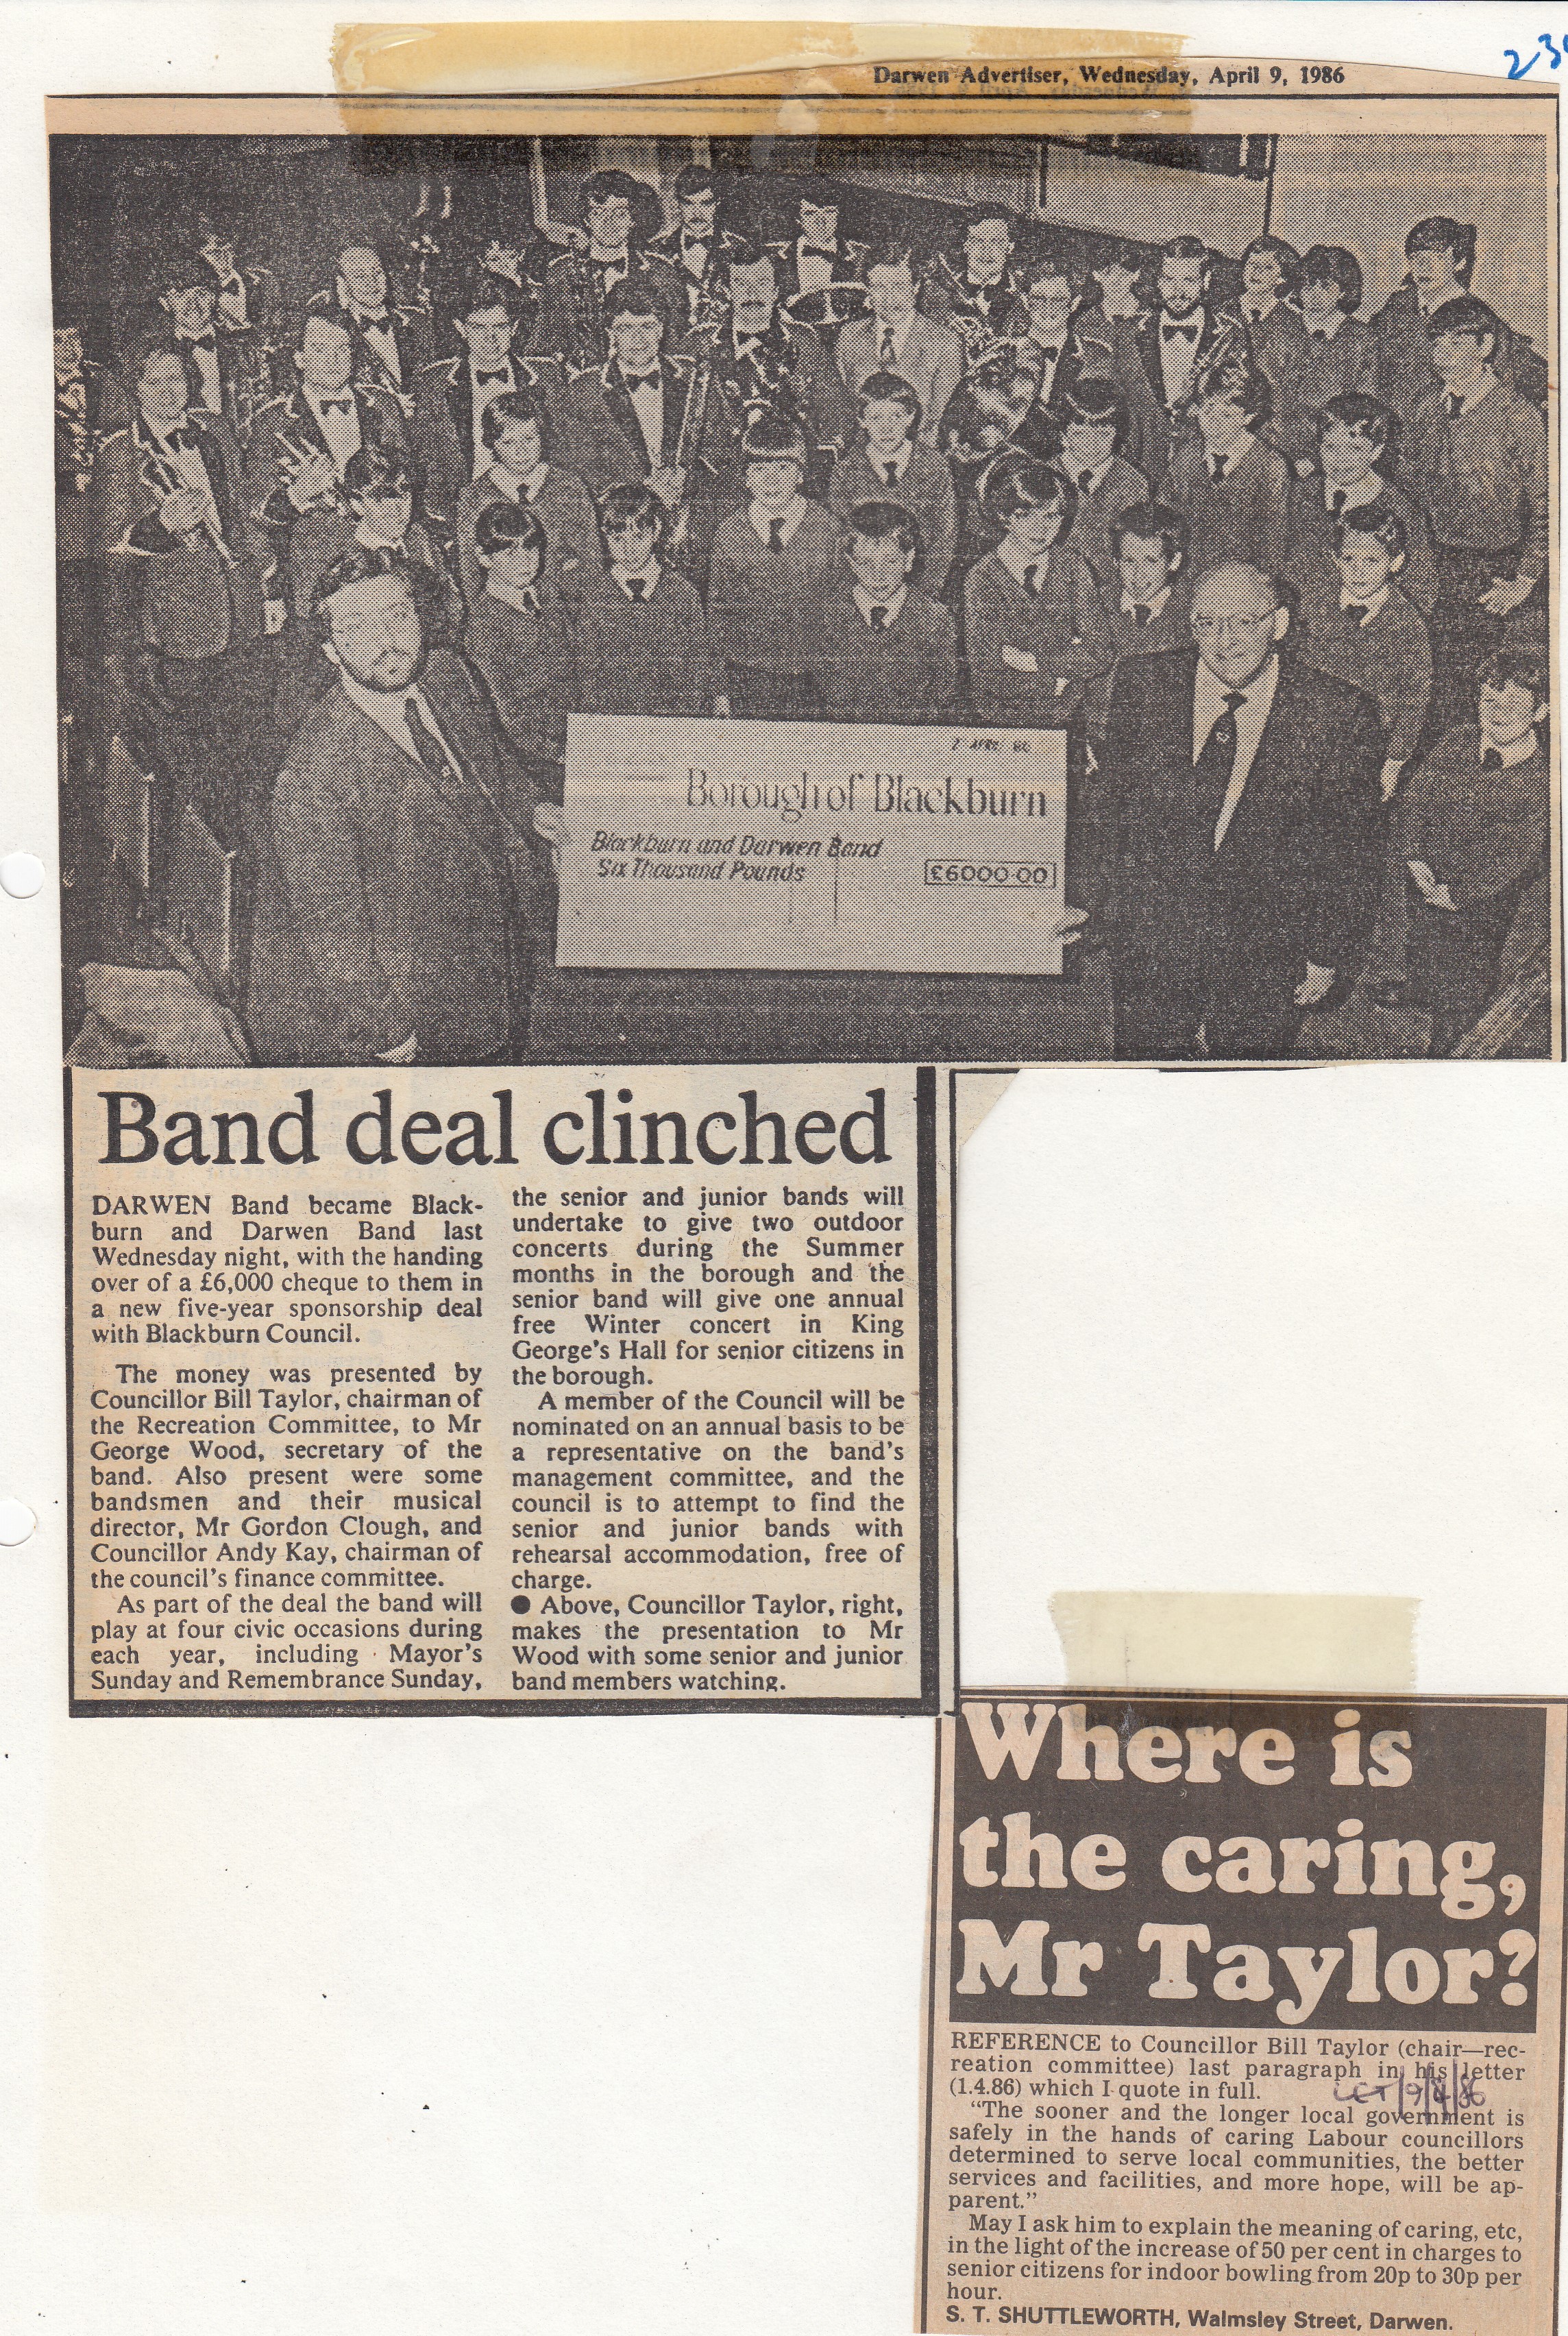 Darwen Advertiser, Wednesday, April 9, 1986
Borough of Blackburn
Blackburn and Darwen Band
Six Thousand Pounds
£6000·00
Band deal clinched
DARWEN Band became Black-
burn and Darwen Band last
Wednesday night, with the handing
over of a £6,000 cheque to them in
a new five-year sponsorship deal
with Blackburn Council.
The money was presented by
Councillor Bill Taylor, chairman of
the Recreation Committee, to Mr
George Wood, secretary of the
band. Also present were some
bandsmen and their musical
director, Mr Gordon Clough, and
Councillor Andy Kay, chairman of
the council's finance committee.
As part of the deal the band will
play at four civic occasions during
each year, including Mayor's
Sunday and Remembrance Sunday,
the senior and junior bands will
undertake to give two outdoor
concerts during the Summer
months in the borough and the
senior band will give one annual
free Winter concert in King
George's Hall for senior citizens in
the borough.
A member of the Council will be
nominated on an annual basis to be
a representative on the band's
management committee, and the
council is to attempt to find the
senior and junior bands with
rehearsal accommodation, free of
charge.
● Above, Councillor Taylor, right,
makes the presentation to Mr
Wood with some senior and junior
band members watching.
Where is
the caring,
Mr Taylor?
REFERENCE to Councillor Bill Taylor (chair—rec-
reation committee) last paragraph in his letter
(1.4.86) which I quote in full.
LET 9/4/86
"The sooner and the longer local government is
safely in the hands of caring Labour councillors
determined to serve local communities, the better
services and facilities, and more hope, will be ap-
parent."
May I ask him to explain the meaning of caring, etc,
in the light of the increase of 50 per cent in charges to
senior citizens for indoor bowling from 20p to 30p per
hour.
S. T. SHUTTLEWORTH, Walmsley Street, Darwen.